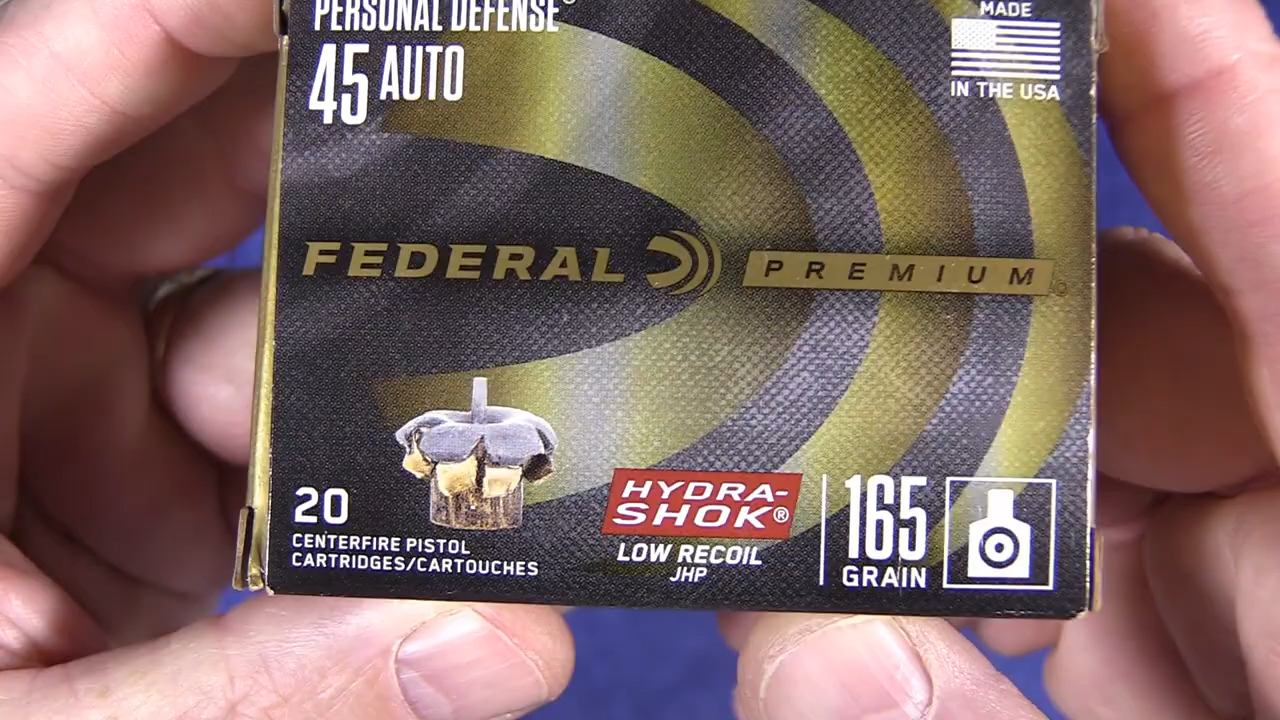 PERSONAL DEFENSE®
45 AUTO
MADE
IN THE USA
FEDERAL PREMIUM®
20
CENTERFIRE PISTOL
CARTRIDGES/CARTOUCHES
HYDRA-
SHOK®
LOW RECOIL
JHP
165
GRAIN